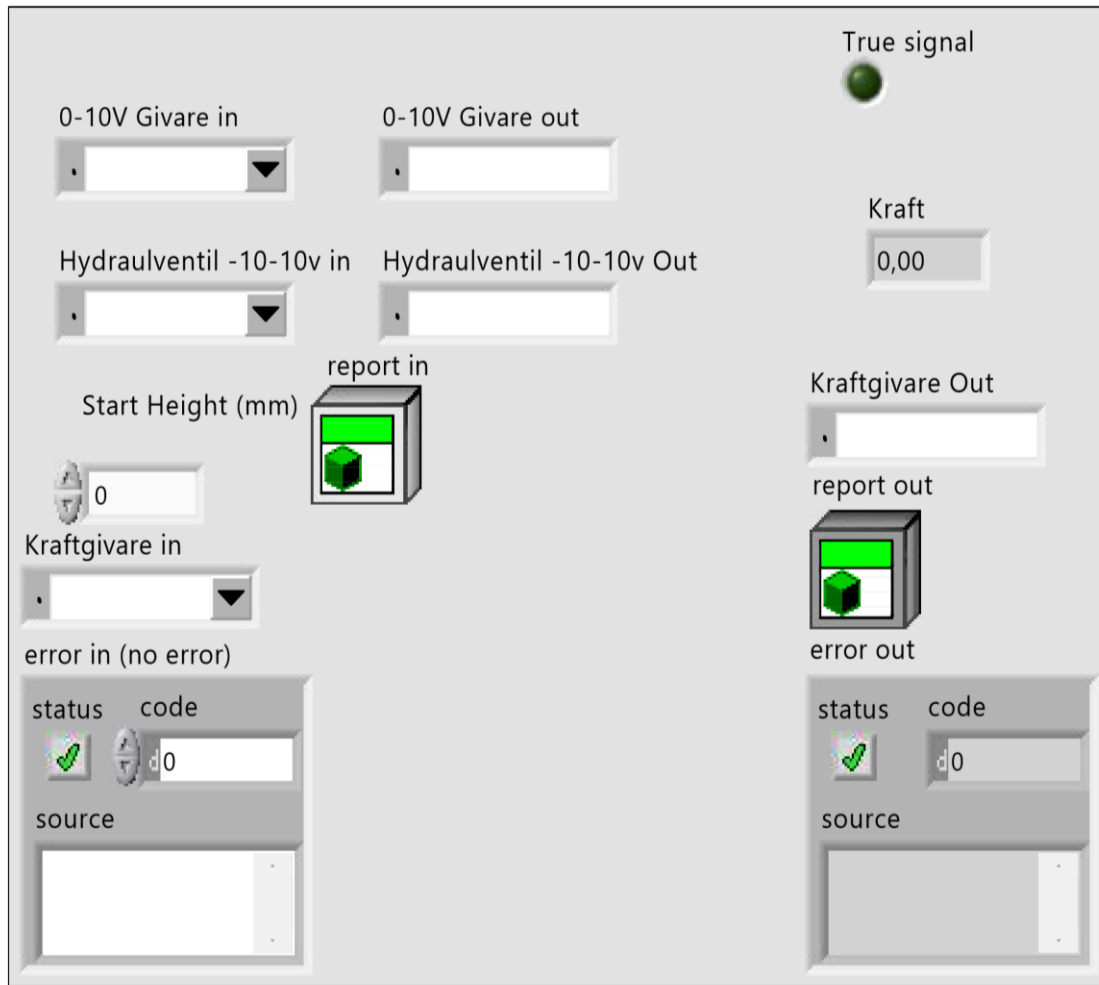 True signal
0-10V Givare in
0-10V Givare out
Kraft
0,00
Hydraulventil -10-10v in
Hydraulventil -10-10v Out
report in
Start Height (mm)
0
Kraftgivare Out
report out
Kraftgivare in
error in (no error)
status
code
d0
source
error out
status
code
d0
source